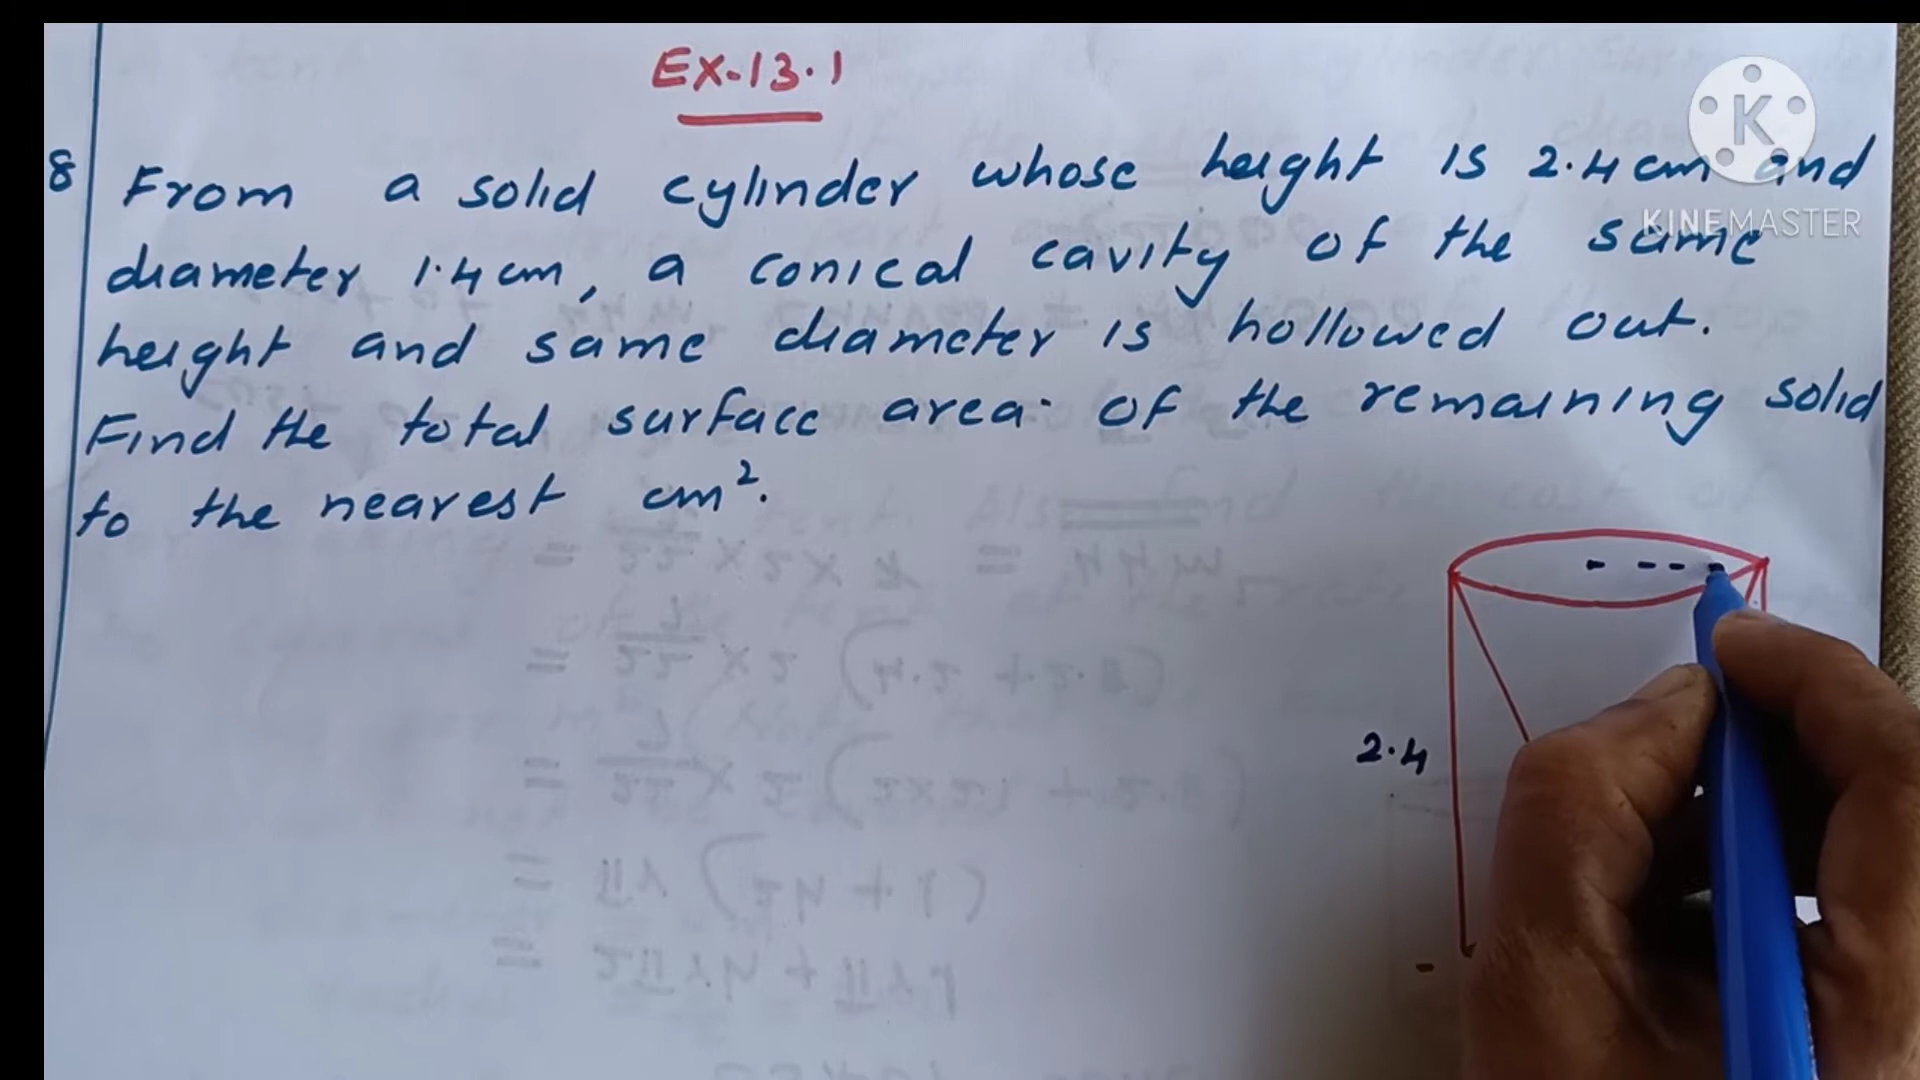 Ex.13.1
8 From a solid cylinder whose height is 2.4cm and
diameter 1.4cm, a conical cavity of the same
height and same diameter is hollowed out.
Find the total surface area of the remaining solid
to the nearest cm².
2.4
K
KINEMASTER